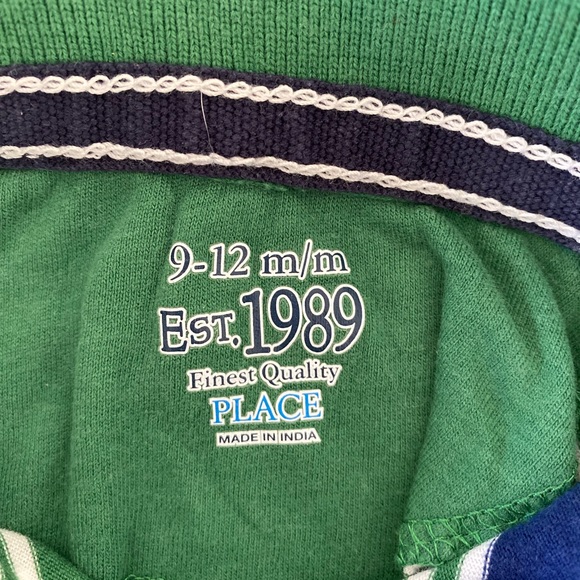 9-12 m/m
EST. 1989
Finest Quality
PLACE
MADE IN INDIA